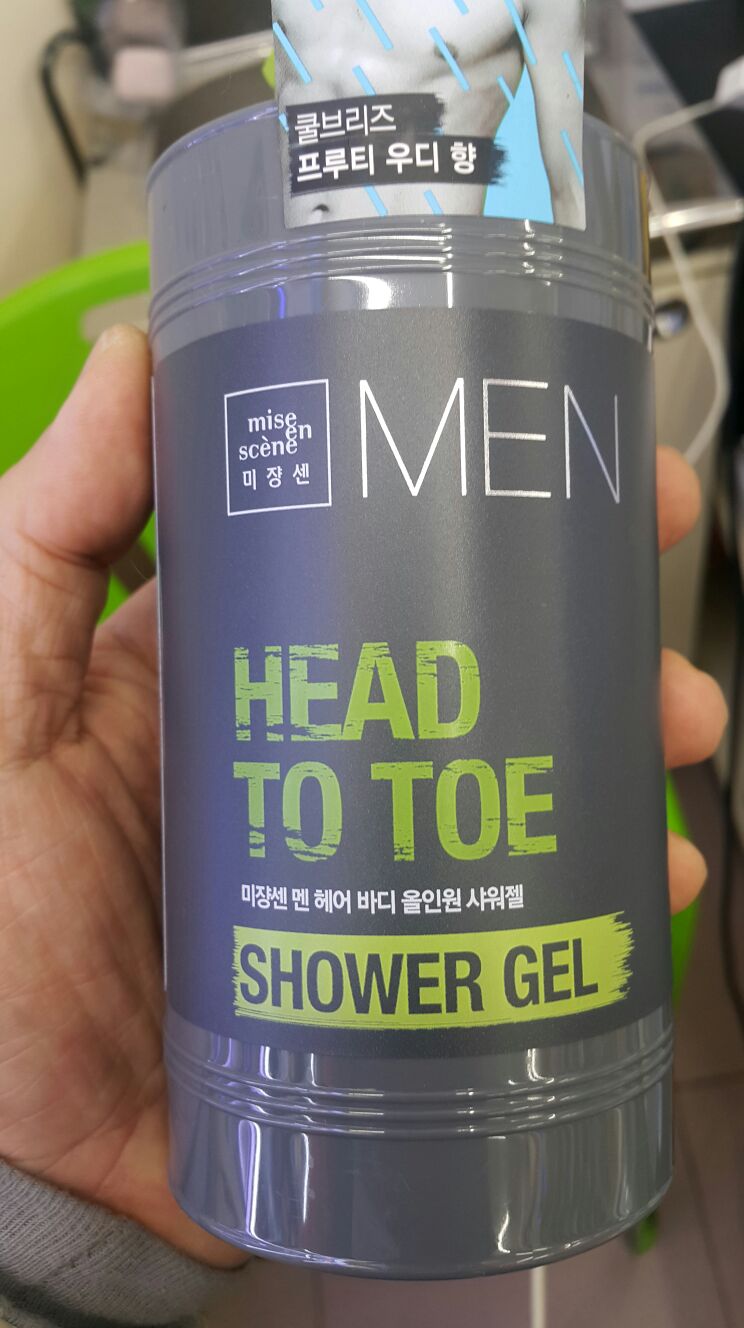 쿨브리즈
프루티 우디 향
mise
en
scène
미쟝센
MEN
HEAD
TO TOE
미쟝센 멘 헤어 바디 올인원 샤워젤
SHOWER GEL